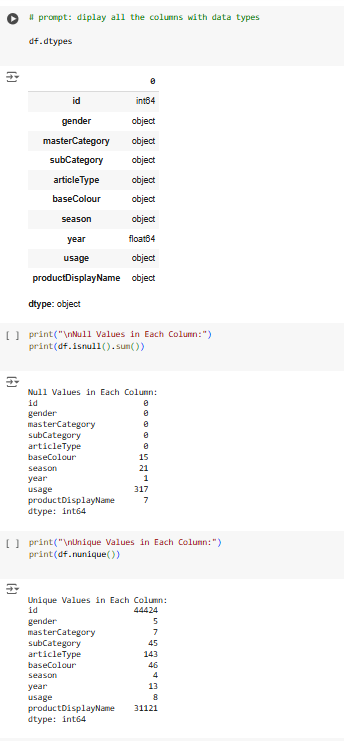 # prompt: diplay all the columns with data types
df.dtypes
0
id int64
gender object
masterCategory object
subCategory object
articleType object
baseColour object
season object
year float64
usage object
productDisplayName object
dtype: object
[ ] print("\nNull Values in Each Column:")
print(df.isnull().sum())
Null Values in Each Column:
id 0
gender 0
masterCategory 0
subCategory 0
articleType 0
baseColour 15
season 21
year 1
usage 317
productDisplayName 7
dtype: int64
[ ] print("\nUnique Values in Each Column:")
print(df.nunique())
Unique Values in Each Column:
id 44424
gender 5
masterCategory 7
subCategory 45
articleType 143
baseColour 46
season 4
year 13
usage 8
productDisplayName 31121
dtype: int64